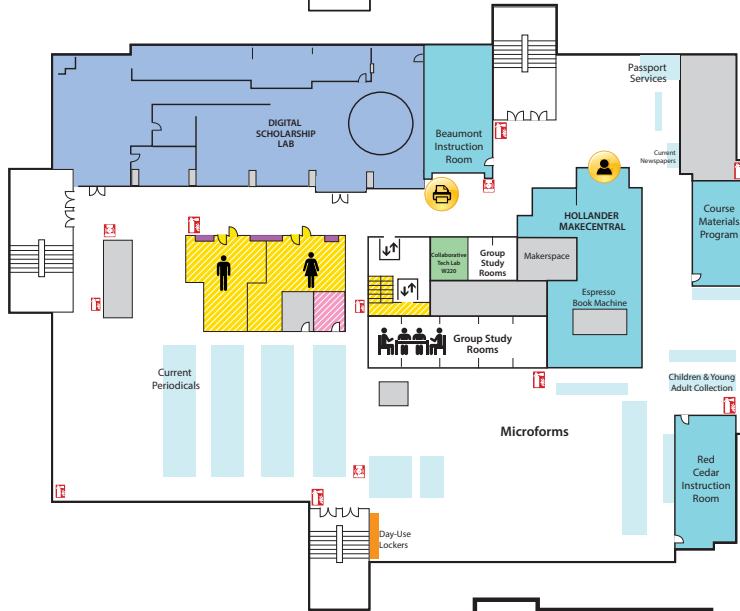 Passport
Services
DIGITAL
SCHOLARSHIP
LAB
Beaumont
Instruction
Room
Current
Newspapers
HOLLANDER
MAKECENTRAL
Course
Materials
Program
Collaborative
Tech Lab
W220
Group
Study
Rooms
Makerspace
Espresso
Book Machine
Group Study
Rooms
Current
Periodicals
Children & Young
Adult Collection
Microforms
Red
Cedar
Instruction
Room
Day-Use
Lockers